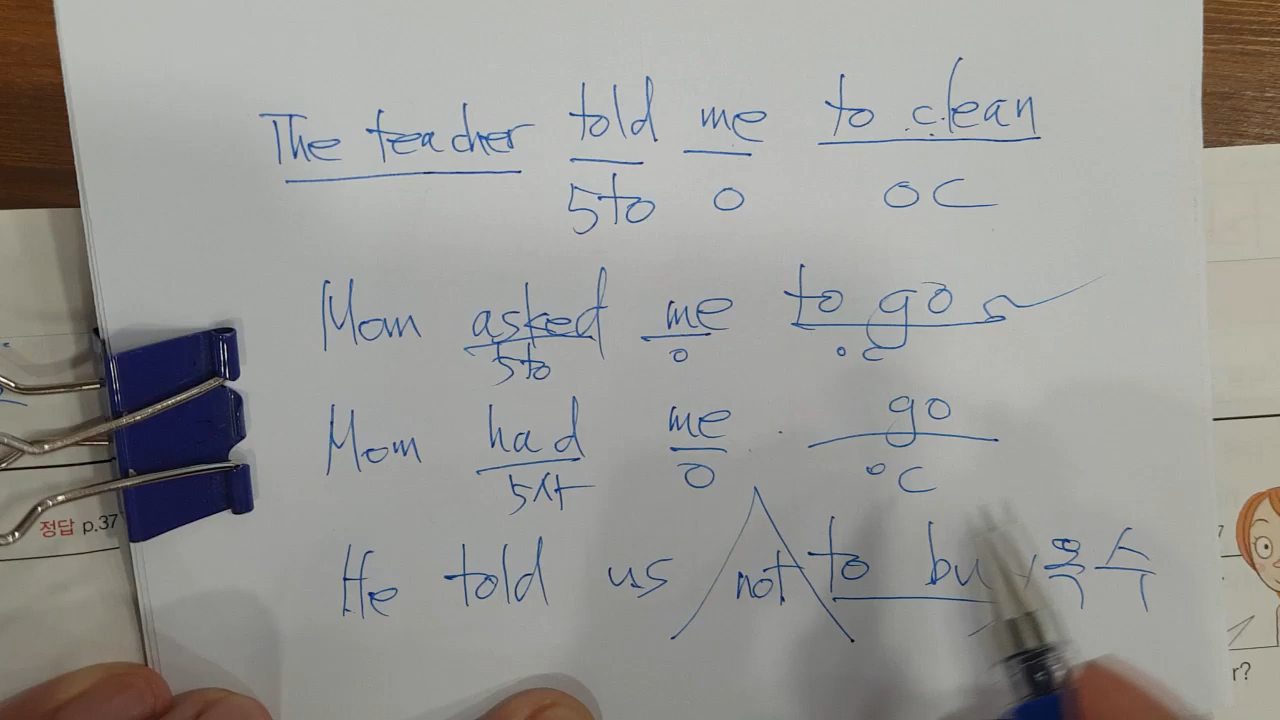 The teacher told me to clean
5to O OC
Mom asked me to go
5to O OC
Mom had me go
5사 O OC
정답 p.37
He told us not to buy 옥수
r?